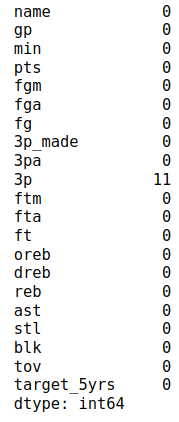 name 0
gp 0
min 0
pts 0
fgm 0
fga 0
fg 0
3p_made 0
3pa 0
3p 11
ftm 0
fta 0
ft 0
oreb 0
dreb 0
reb 0
ast 0
stl 0
blk 0
tov 0
target_5yrs 0
dtype: int64